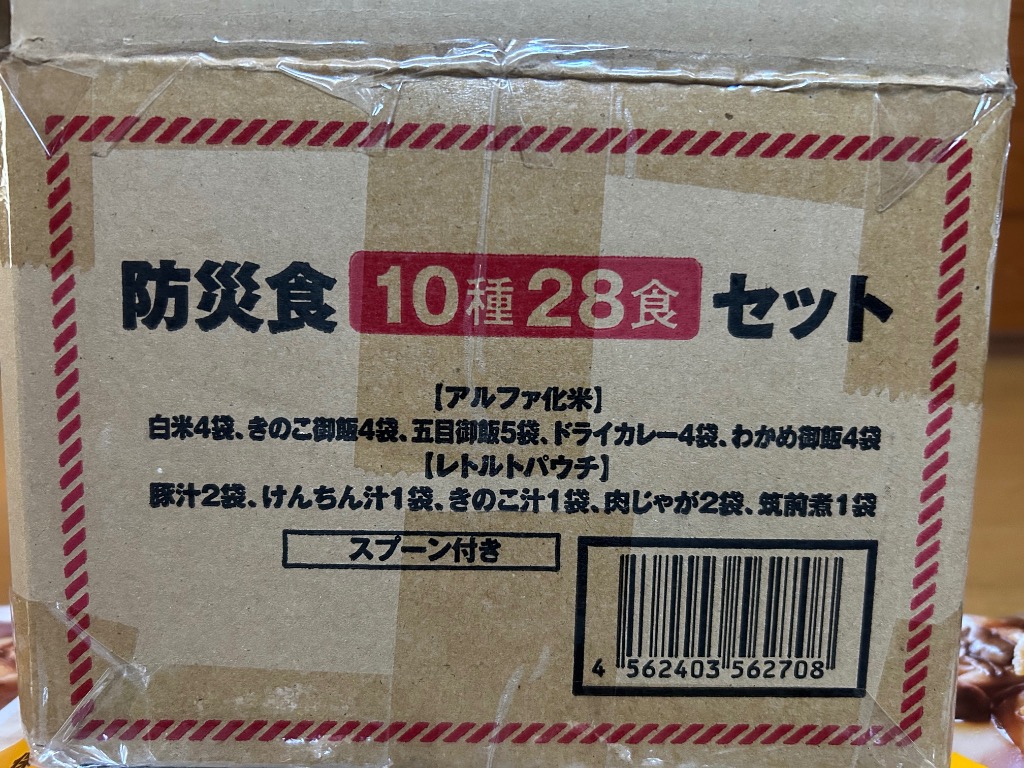 防災食 10種 28食 セット
【アルファ化米】
白米4袋、きのこ御飯4袋、五目御飯5袋、ドライカレー4袋、わかめ御飯4袋
【レトルトパウチ】
豚汁2袋、けんちん汁1袋、きのこ汁1袋、肉じゃが2袋、筑前煮1袋
スプーン付き
4 562403 562708